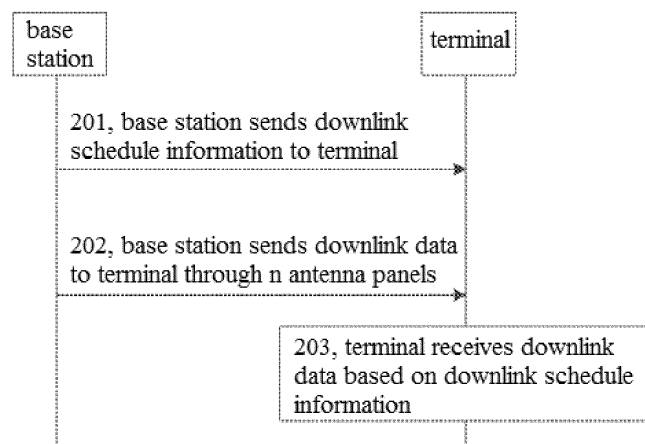 base
station
terminal
201, base station sends downlink
schedule information to terminal
202, base station sends downlink data
to terminal through n antenna panels
203, terminal receives downlink
data based on downlink schedule
information